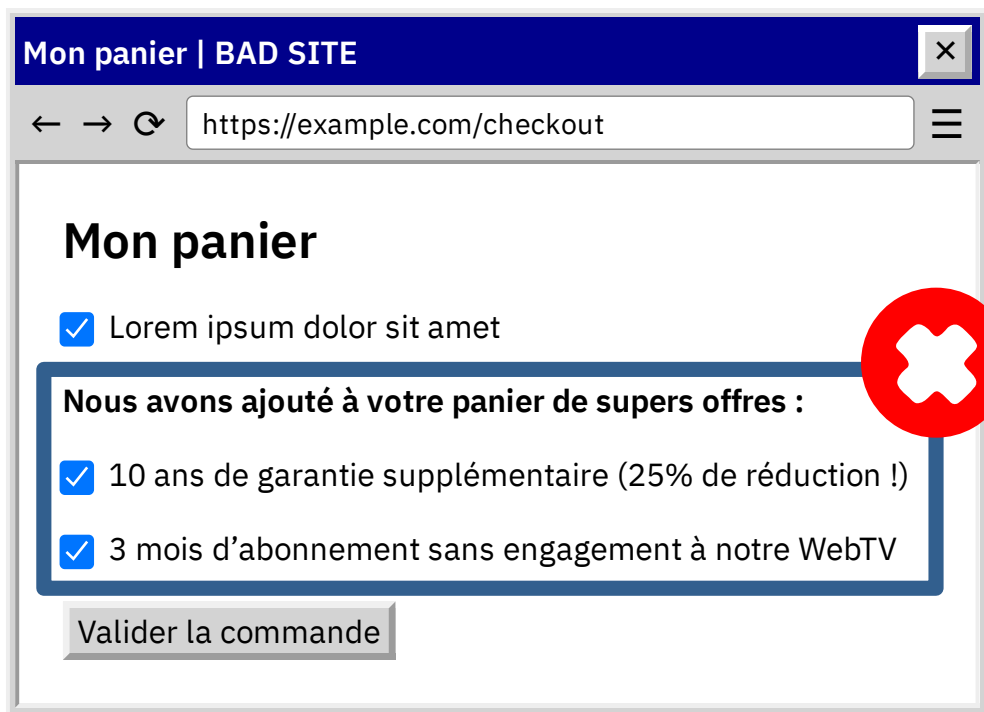 Mon panier | BAD SITE
https://example.com/checkout
Mon panier
Lorem ipsum dolor sit amet
Nous avons ajouté à votre panier de supers offres :
10 ans de garantie supplémentaire (25% de réduction !)
3 mois d’abonnement sans engagement à notre WebTV
Valider la commande